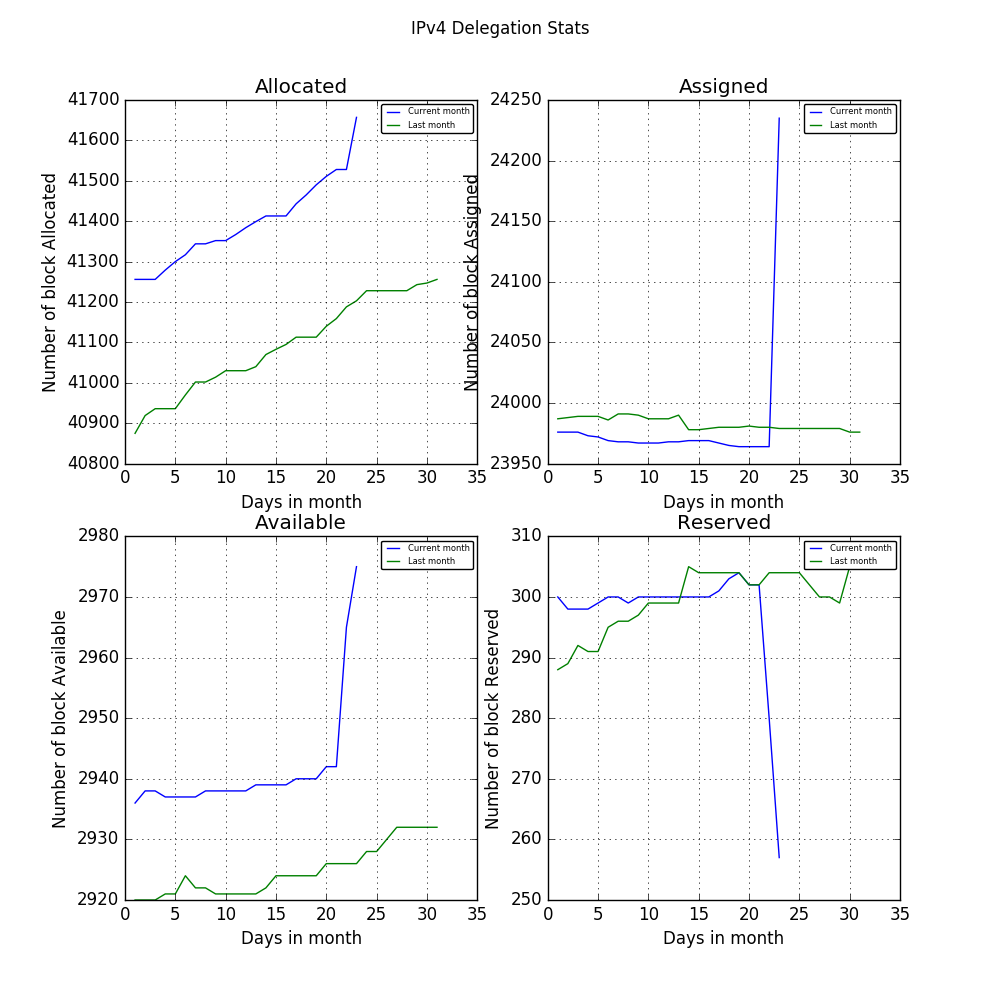 IPv4 Delegation Stats
Allocated
Number of block Allocated
41700
41600
41500
41400
41300
41200
41100
41000
40900
40800
Current month
Last month
0 5 10 15 20 25 30 35
Days in month
Assigned
Number of block Assigned
24250
24200
24150
24100
24050
24000
23950
Current month
Last month
0 5 10 15 20 25 30 35
Days in month
Available
Number of block Available
2980
2970
2960
2950
2940
2930
2920
Current month
Last month
0 5 10 15 20 25 30 35
Days in month
Reserved
Number of block Reserved
310
300
290
280
270
260
250
Current month
Last month
0 5 10 15 20 25 30 35
Days in month